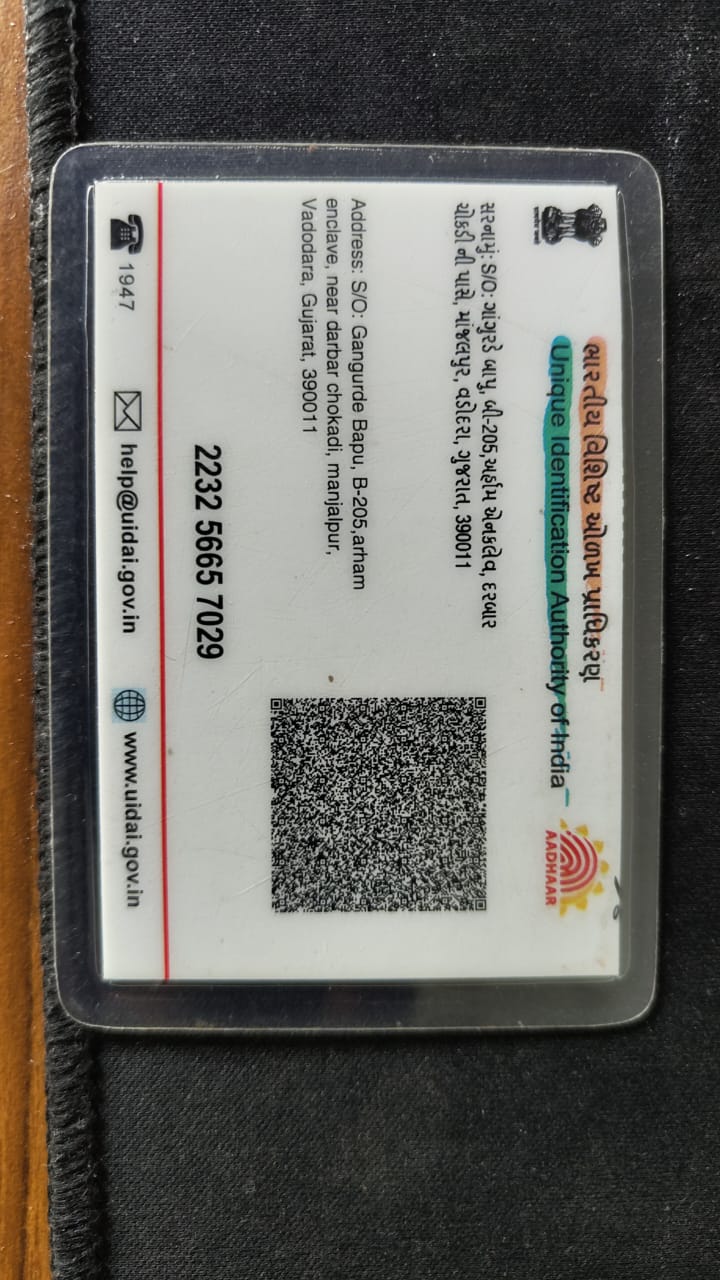 ભારતીય વિશિષ્ટ ઓળખ પ્રાધિકરણ
Unique Identification Authority of India
AADHAAR
સરનામું: S/O: ગાંગુરડે બાપુ, બી-205,અર્હામ એનકલેવ, દરબાર
ચોકડી ની પાસે, માંજલપુર, વડોદરા, ગુજરાત, 390011
Address: S/O: Gangurde Bapu, B-205,arham
enclave, near darbar chokadi, manjalpur,
Vadodara, Gujarat, 390011
2232 5665 7029
1947
help@uidai.gov.in
www.uidai.gov.in